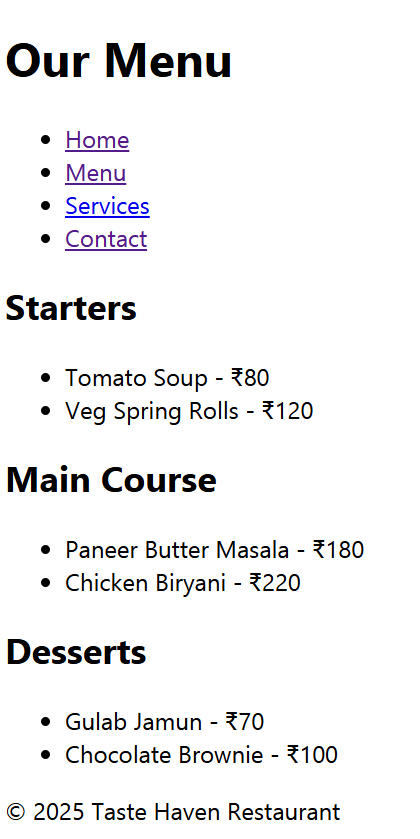 Our Menu
Home
Menu
Services
Contact
Starters
Tomato Soup - ₹80
Veg Spring Rolls - ₹120
Main Course
Paneer Butter Masala - ₹180
Chicken Biryani - ₹220
Desserts
Gulab Jamun - ₹70
Chocolate Brownie - ₹100
© 2025 Taste Haven Restaurant